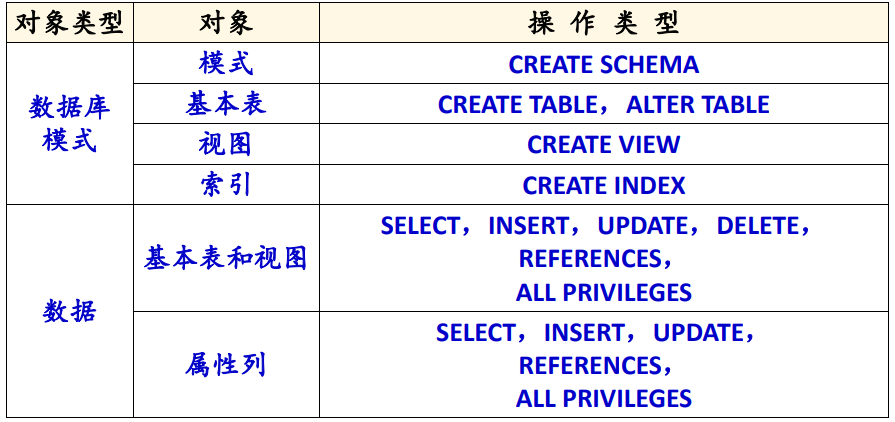 对象类型 对象 操 作 类 型
数据库
模式
模式 CREATE SCHEMA
基本表 CREATE TABLE，ALTER TABLE
视图 CREATE VIEW
索引 CREATE INDEX
数据
基本表和视图
SELECT，INSERT，UPDATE，DELETE，
REFERENCES，
ALL PRIVILEGES
属性列
SELECT，INSERT，UPDATE，
REFERENCES，
ALL PRIVILEGES